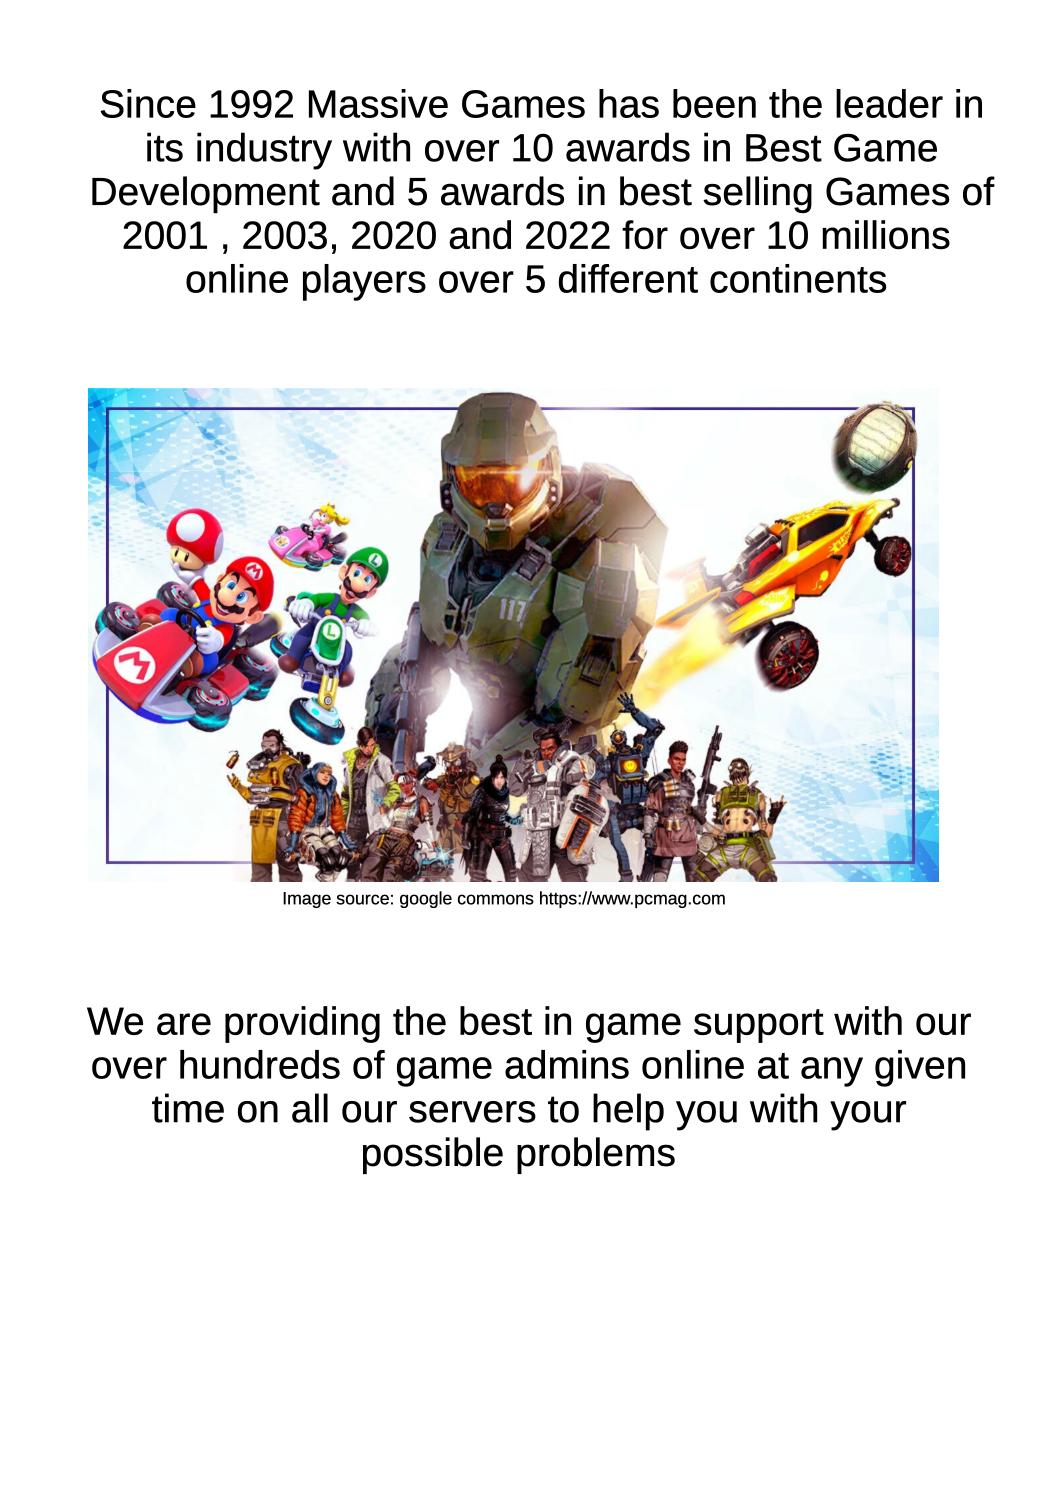 Since 1992 Massive Games has been the leader in
its industry with over 10 awards in Best Game
Development and 5 awards in best selling Games of
2001 , 2003, 2020 and 2022 for over 10 millions
online players over 5 different continents
M
L
M
L
117
Image source: google commons https://www.pcmag.com
We are providing the best in game support with our
over hundreds of game admins online at any given
time on all our servers to help you with your
possible problems